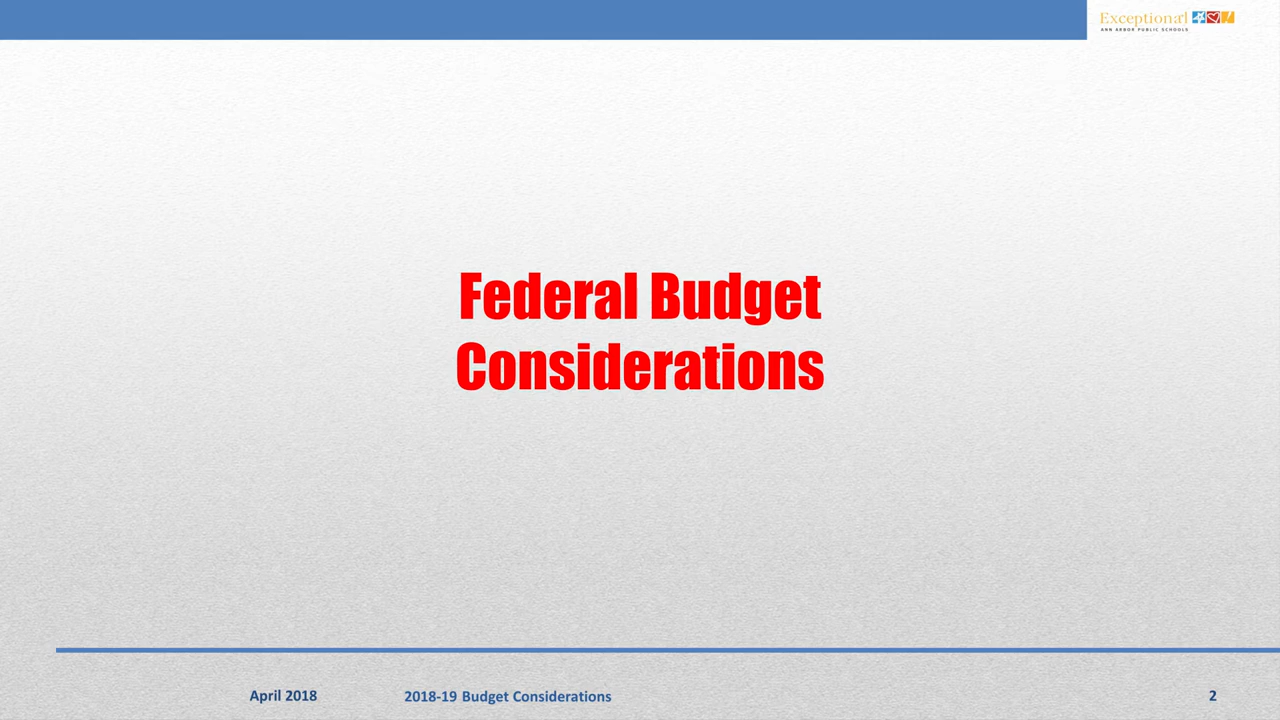 Exceptional
ANN ARBOR PUBLIC SCHOOLS
Federal Budget
Considerations
April 2018
2018-19 Budget Considerations
2